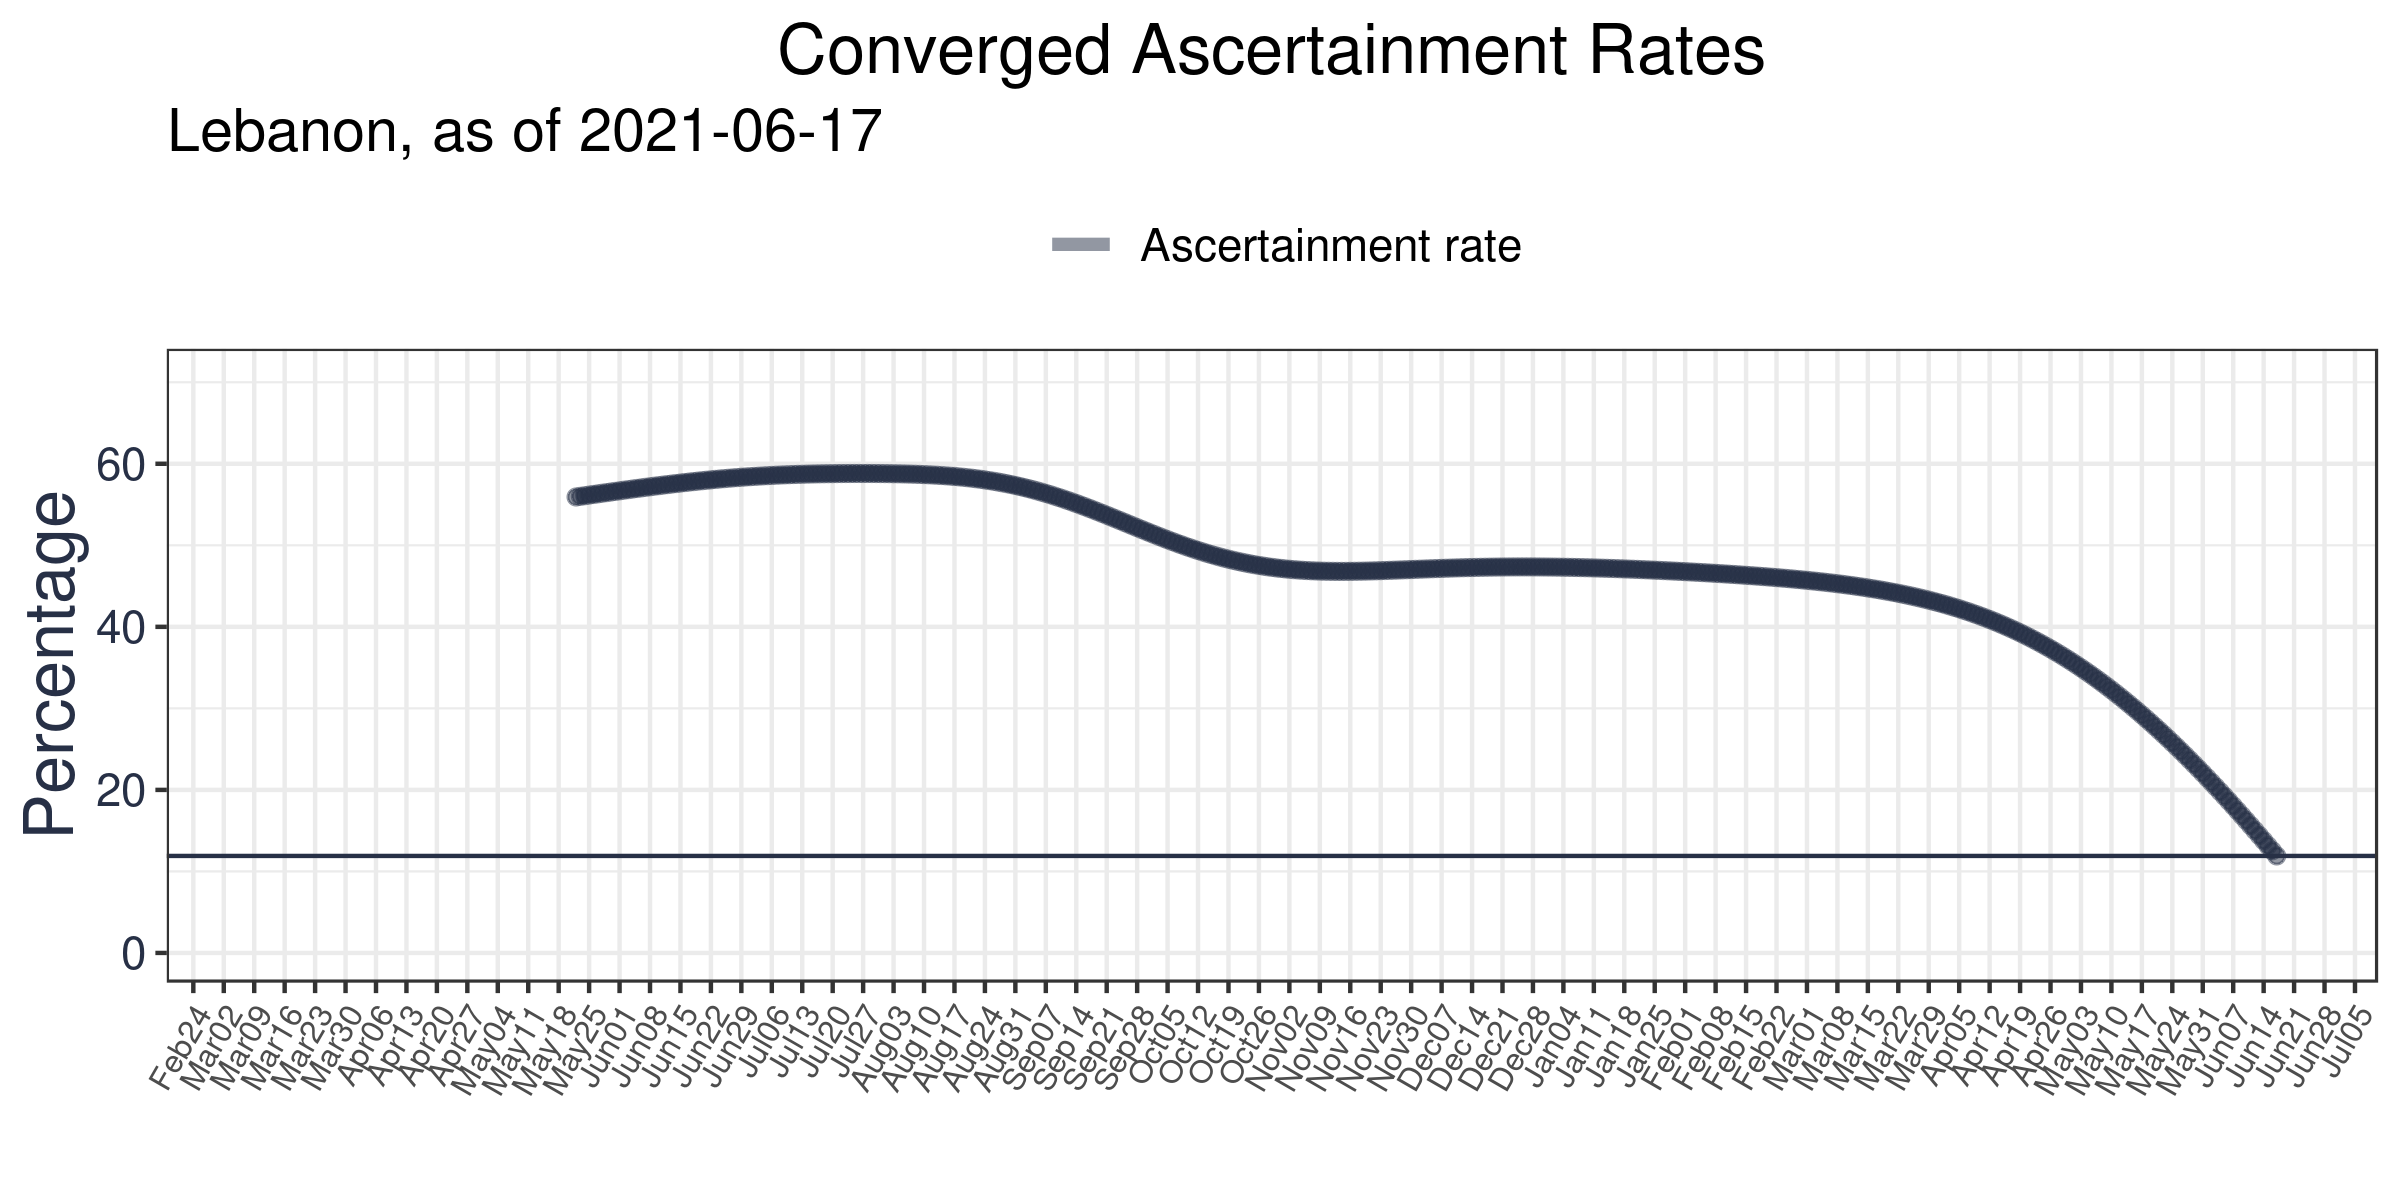 Converged Ascertainment Rates
Lebanon, as of 2021-06-17
Ascertainment rate
Percentage
60
40
20
0
Feb24 Mar02 Mar09 Mar16 Mar23 Mar30 Apr06 Apr13 Apr20 Apr27 May04 May11 May18 May25 Jun01 Jun08 Jun15 Jun22 Jun29 Jul06 Jul13 Jul20 Jul27 Aug03 Aug10 Aug17 Aug24 Aug31 Sep07 Sep14 Sep21 Sep28 Oct05 Oct12 Oct19 Oct26 Nov02 Nov09 Nov16 Nov23 Nov30 Dec07 Dec14 Dec21 Dec28 Jan04 Jan11 Jan18 Jan25 Feb01 Feb08 Feb15 Feb22 Mar01 Mar08 Mar15 Mar22 Mar29 Apr05 Apr12 Apr19 Apr26 May03 May10 May17 May24 May31 Jun07 Jun14 Jun21 Jun28 Jul05